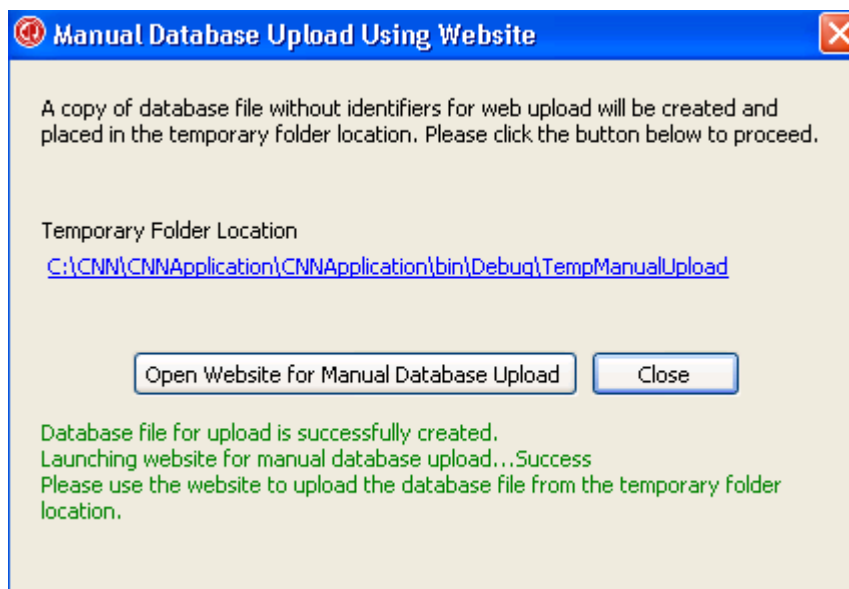 Manual Database Upload Using Website
A copy of database file without identifiers for web upload will be created and
placed in the temporary folder location. Please click the button below to proceed.
Temporary Folder Location
C:\CNN\CNNApplication\CNNApplication\bin\Debug\TempManualUpload
Open Website for Manual Database Upload
Close
Database file for upload is successfully created.
Launching website for manual database upload...Success
Please use the website to upload the database file from the temporary folder
location.